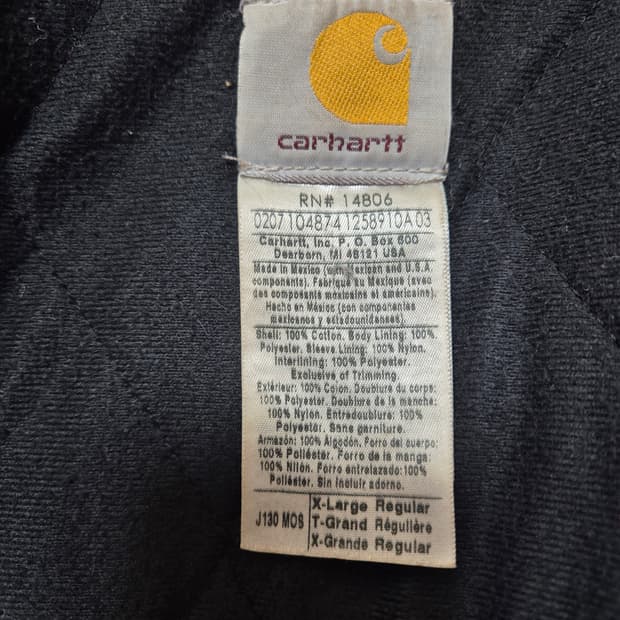 carhartt
RN# 14806
02071048741258910A03
Carhartt, Inc. P. O. Box 600
Dearborn, MI 48121 USA
Made in Mexico (with Mexican and U.S.A.
components). Fabriqué au Mexique (avec
des composants mexicains et américains).
Hecho en México (con componentes
mexicanos y estadounidenses).
Shell: 100% Cotton. Body Lining: 100%
Polyester. Sleeve Lining: 100% Nylon.
Interlining: 100% Polyester.
Exclusive of Trimming.
Extérieur: 100% Coton. Doublure du corps:
100% Polyester. Doublure de la manche:
100% Nylon. Entredoublure: 100%
Polyester. Sans garniture.
Armazón: 100% Algodón. Forro del cuerpo:
100% Poliéster. Forro de la manga:
100% Nilón. Forro entrelazado: 100%
Poliéster. Sin incluir adorno.
J130 MOS
X-Large Regular
T-Grand Régulière
X-Grande Regular